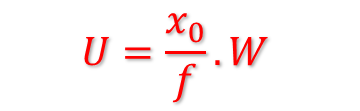 U = x₀/f . W